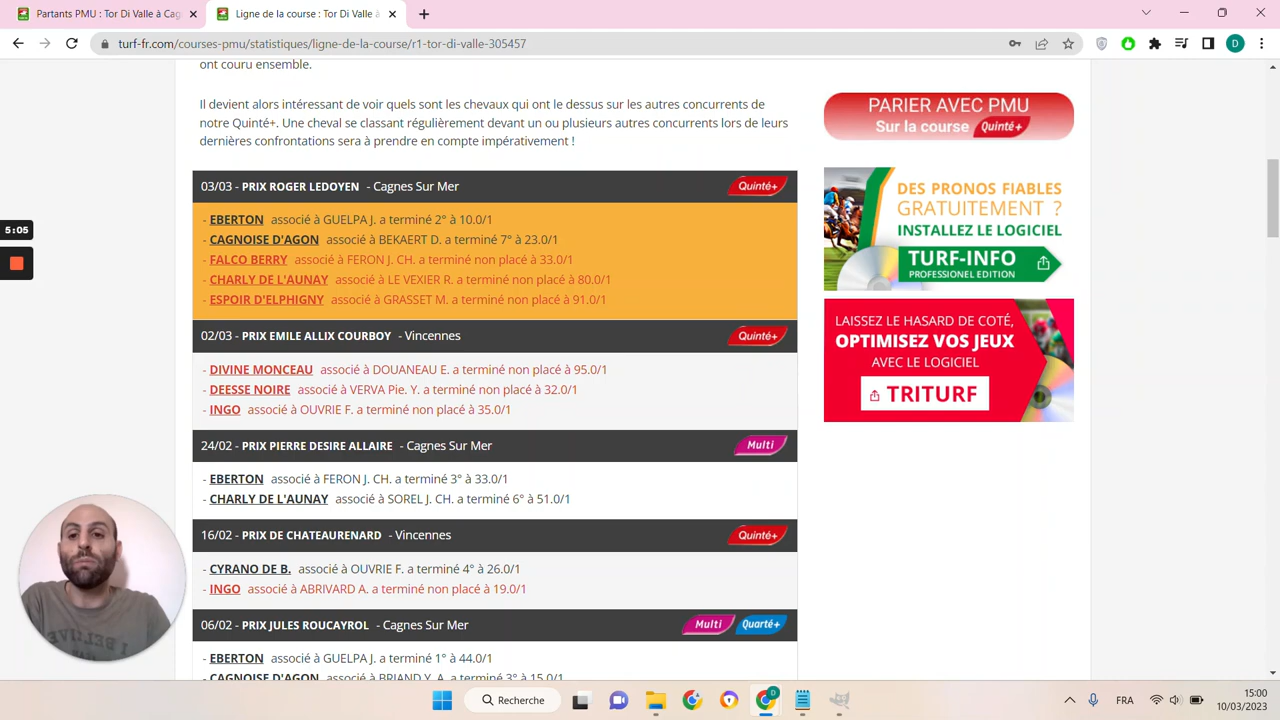 Partants PMU : Tor Di Valle à Cag
Ligne de la course : Tor Di Valle à
turf-fr.com/courses-pmu/statistiques/ligne-de-la-course/r1-tor-di-valle-305457
D
ont couru ensemble.
Il devient alors intéressant de voir quels sont les chevaux qui ont le dessus sur les autres concurrents de
notre Quinté+. Une cheval se classant régulièrement devant un ou plusieurs autres concurrents lors de leurs
dernières confrontations sera à prendre en compte impérativement !
03/03 - PRIX ROGER LEDOYEN - Cagnes Sur Mer Quinté+
- EBERTON associé à GUELPA J. a terminé 2° à 10.0/1
- CAGNOISE D'AGON associé à BEKAERT D. a terminé 7° à 23.0/1
- FALCO BERRY associé à FERON J. CH. a terminé non placé à 33.0/1
- CHARLY DE L'AUNAY associé à LE VEXIER R. a terminé non placé à 80.0/1
- ESPOIR D'ELPHIGNY associé à GRASSET M. a terminé non placé à 91.0/1
02/03 - PRIX EMILE ALLIX COURBOY - Vincennes Quinté+
- DIVINE MONCEAU associé à DOUANEAU E. a terminé non placé à 95.0/1
- DEESSE NOIRE associé à VERVA Pie. Y. a terminé non placé à 32.0/1
- INGO associé à OUVRIE F. a terminé non placé à 35.0/1
24/02 - PRIX PIERRE DESIRE ALLAIRE - Cagnes Sur Mer Multi
- EBERTON associé à FERON J. CH. a terminé 3° à 33.0/1
- CHARLY DE L'AUNAY associé à SOREL J. CH. a terminé 6° à 51.0/1
16/02 - PRIX DE CHATEAURENARD - Vincennes Quinté+
- CYRANO DE B. associé à OUVRIE F. a terminé 4° à 26.0/1
- INGO associé à ABRIVARD A. a terminé non placé à 19.0/1
06/02 - PRIX JULES ROUCAYROL - Cagnes Sur Mer Multi Quarté+
- EBERTON associé à GUELPA J. a terminé 1° à 44.0/1
- CAGNOISE D'AGON associé à BRIAND Y. A. a terminé 3° à 15.0/1
PARIER AVEC PMU
Sur la course Quinté+
DES PRONOS FIABLES
GRATUITEMENT ?
INSTALLEZ LE LOGICIEL
TURF-INFO
PROFESSIONEL EDITION
LAISSEZ LE HASARD DE COTÉ,
OPTIMISEZ VOS JEUX
AVEC LE LOGICIEL
TRITURF
5:05
Recherche
D
FRA
15:00
10/03/2023